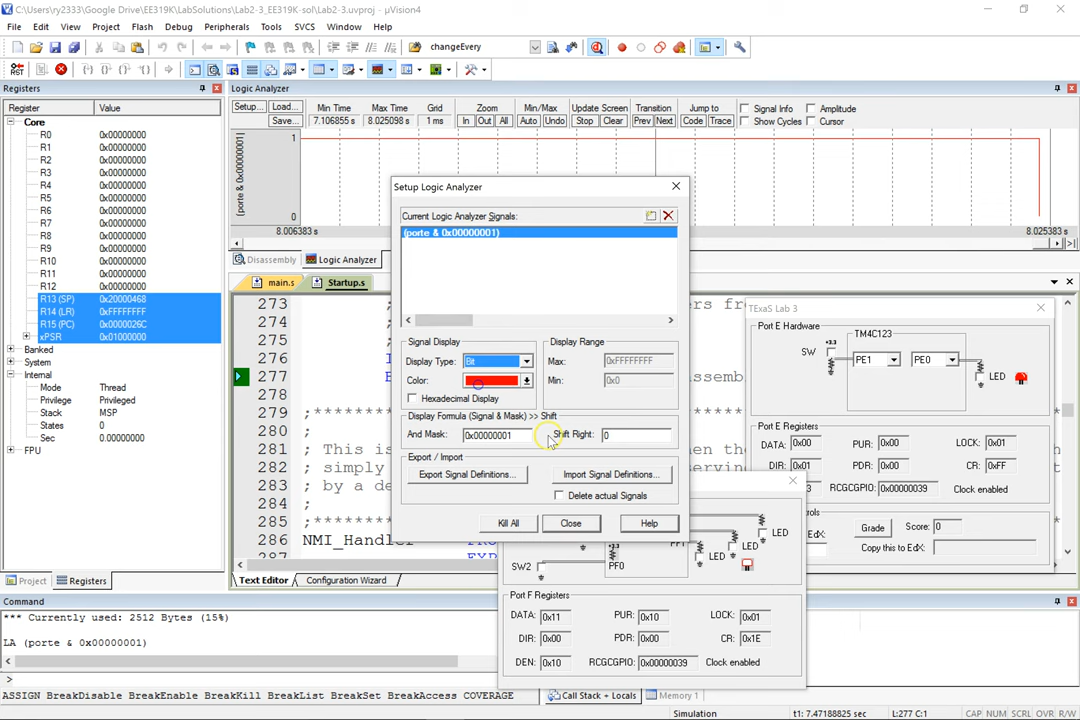 C:\Users\ry2333\Google Drive\EE319K\LabSolutions\Lab2-3_EE319K-sol\Lab2-3.uvproj - µVision4
File Edit View Project Flash Debug Peripherals Tools SVCS Window Help
changeEvery
Registers
Logic Analyzer
Register Value
Core
R0 0x00000000
R1 0x00000000
R2 0x00000000
R3 0x00000000
R4 0x00000000
R5 0x00000000
R6 0x00000000
R7 0x00000000
R8 0x00000000
R9 0x00000000
R10 0x00000000
R11 0x00000000
R12 0x00000000
R13 (SP) 0x20000468
R14 (LR) 0xFFFFFFFF
R15 (PC) 0x0000026C
xPSR 0x01000000
Banked
System
Internal
Mode Thread
Privilege Privileged
Stack MSP
States 0
Sec 0.00000000
FPU
Project Registers
Setup... Load... Min Time Max Time Grid Zoom Min/Max Update Screen Transition Jump to Signal Info Amplitude
Save... 7.106855 s 8.025098 s 1 ms In Out All Auto Undo Stop Clear Prev Next Code Trace Show Cycles Cursor
(porte & 0x00000001)
1
0
8.006383 s 8.025383 s
Disassembly Logic Analyzer
main.s Startup.s
273
274
275
276
277
278
279
280
281 This is
282 simply
283 by a de
284
285
286 NMI_Handler
287
Text Editor Configuration Wizard
Setup Logic Analyzer
Current Logic Analyzer Signals:
(porte & 0x00000001)
Signal Display
Display Type: Bit
Color:
Hexadecimal Display
Display Range
Max: 0xFFFFFFFF
Min: 0x0
Display Formula (Signal & Mask) >> Shift
And Mask: 0x00000001 Shift Right: 0
Export / Import
Export Signal Definitions... Import Signal Definitions...
Delete actual Signals
Kill All Close Help
TExaS Lab 3
Port E Hardware
TM4C123
+3.3
SW PE1 PE0 LED
Port E Registers
DATA: 0x00 PUR: 0x00 LOCK: 0x01
DIR: 0x01 PDR: 0x00 CR: 0xFF
RCGCGPIO: 0x00000039 Clock enabled
Grade Score: 0
EdX: Copy this to EdX:
LED
LED
LED
+3.3
SW2 PF0
Port F Registers
DATA: 0x11 PUR: 0x10 LOCK: 0x01
DIR: 0x00 PDR: 0x00 CR: 0x1E
DEN: 0x10 RCGCGPIO: 0x00000039 Clock enabled
Command
*** Currently used: 2512 Bytes (15%)
LA (porte & 0x00000001)
>
ASSIGN BreakDisable BreakEnable BreakKill BreakList BreakSet BreakAccess COVERAGE
Call Stack + Locals Memory 1
Simulation t1: 7.47188825 sec L:277 C:1 CAP NUM SCRL OVR R/W